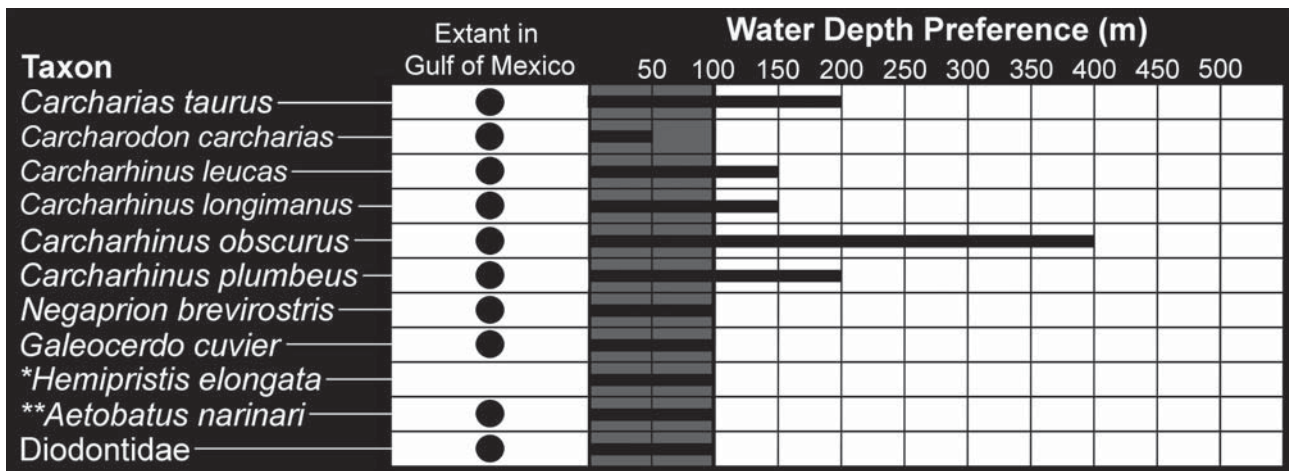 Extant in
Gulf of Mexico
Water Depth Preference (m)
Taxon
50 100 150 200 250 300 350 400 450 500
Carcharias taurus
Carcharodon carcharias
Carcharhinus leucas
Carcharhinus longimanus
Carcharhinus obscurus
Carcharhinus plumbeus
Negaprion brevirostris
Galeocerdo cuvier
*Hemipristis elongata
**Aetobatus narinari
Diodontidae